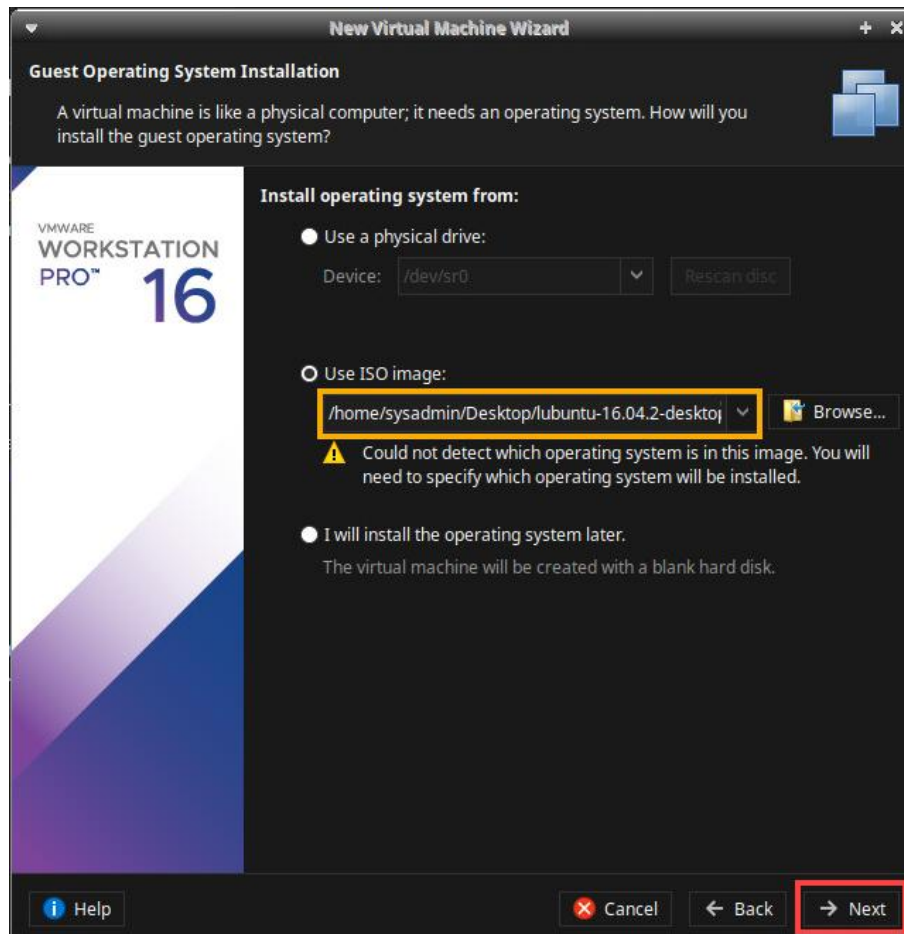 New Virtual Machine Wizard
Guest Operating System Installation
A virtual machine is like a physical computer; it needs an operating system. How will you
install the guest operating system?
VMWARE
WORKSTATION
PRO™ 16
Install operating system from:
Use a physical drive:
Device: /dev/sr0 Rescan disc
Use ISO image:
/home/sysadmin/Desktop/lubuntu-16.04.2-desktop Browse...
Could not detect which operating system is in this image. You will
need to specify which operating system will be installed.
I will install the operating system later.
The virtual machine will be created with a blank hard disk.
Help Cancel Back Next